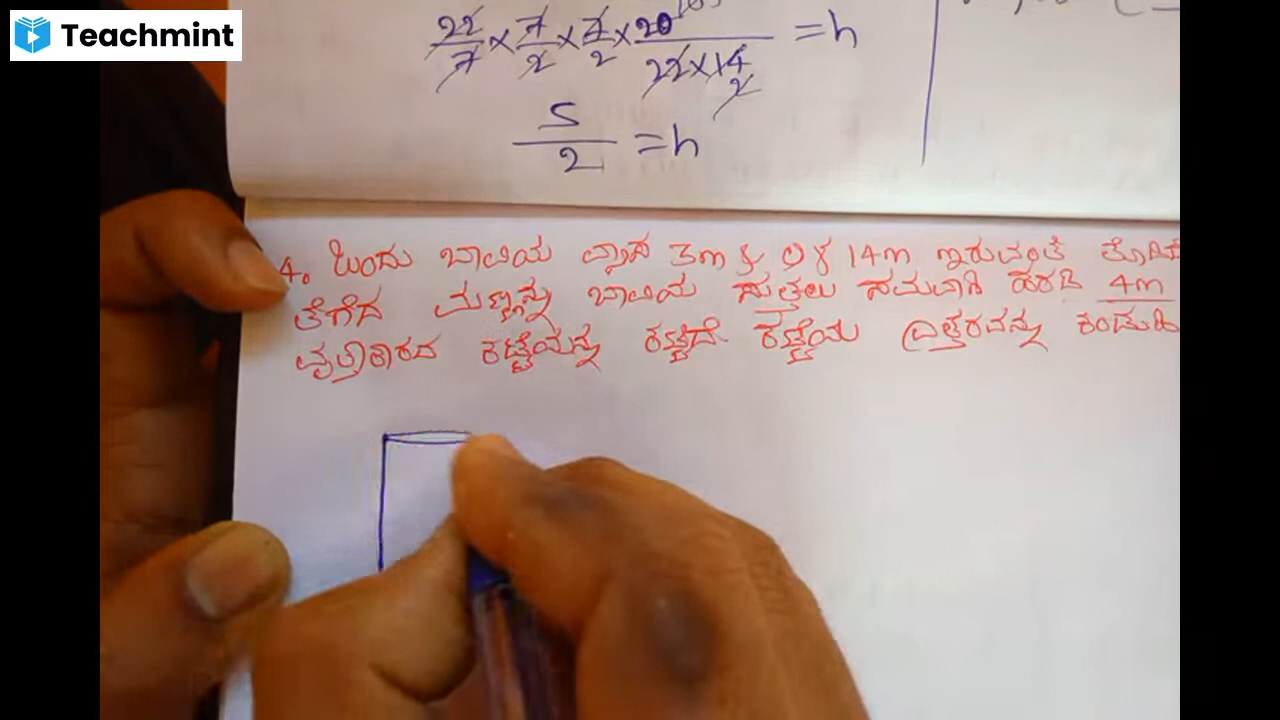 Teachmint
22/7 × 7/2 × 7/2 × 20/22×14 = h
5/2 = h
4. ಒಂದು ಬಾವಿಯ ವ್ಯಾಸ 3m & ಆಳ 14m ಇರುವಂತೆ
ತೆಗೆದ ಮಣ್ಣನ್ನು ಬಾವಿಯ ಸುತ್ತಲು ಸಮವಾಗಿ ಹರಡಿ 4m
ವೃತ್ತಾಕಾರದ ಕಟ್ಟೆಯನ್ನು ಕಟ್ಟಿದೆ. ಕಟ್ಟೆಯ ಎತ್ತರವನ್ನು